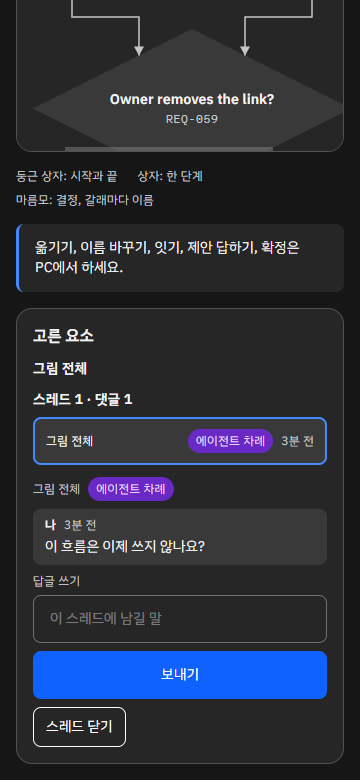 Owner removes the link?
REQ-059
둥근 상자: 시작과 끝 상자: 한 단계
마름모: 결정, 갈래마다 이름
옮기기, 이름 바꾸기, 잇기, 제안 답하기, 확정은
PC에서 하세요.
고른 요소
그림 전체
스레드 1 · 댓글 1
그림 전체 에이전트 차례 3분 전
그림 전체 에이전트 차례
나 3분 전
이 흐름은 이제 쓰지 않나요?
답글 쓰기
이 스레드에 남길 말
보내기
스레드 닫기